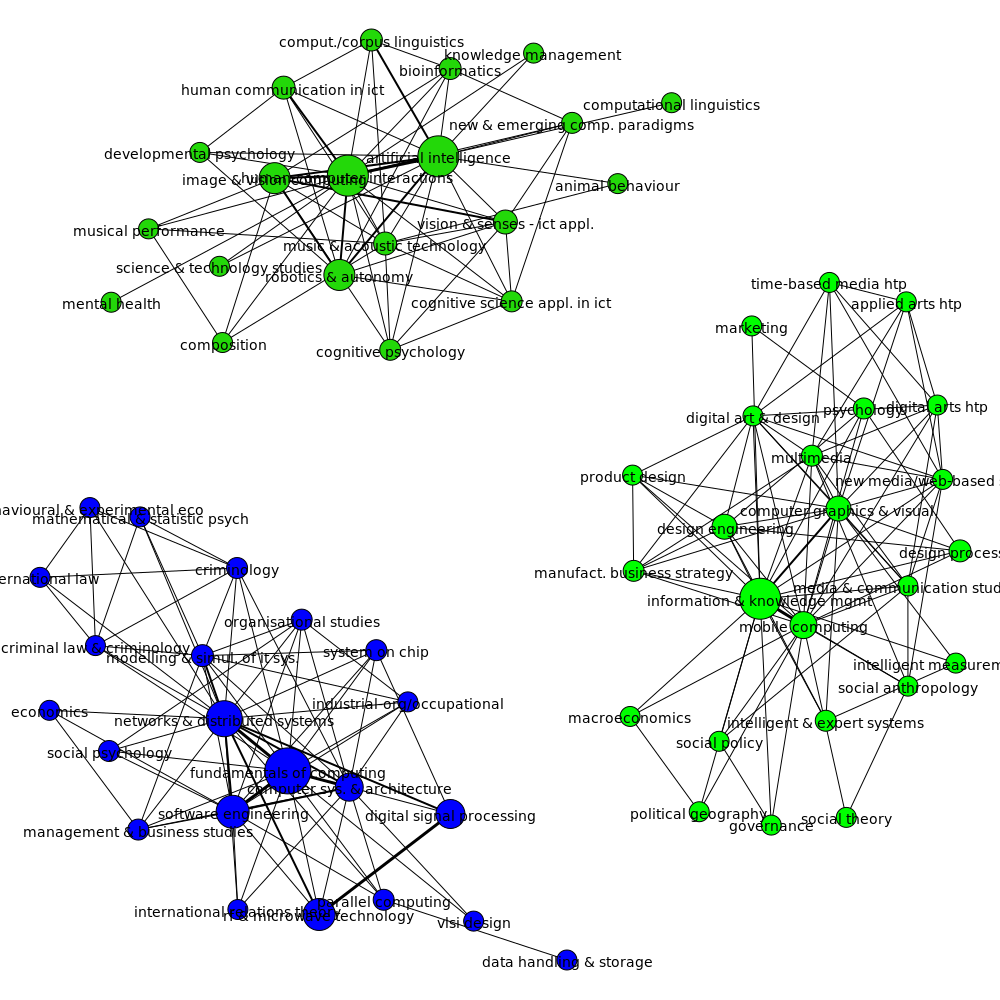 comput./corpus linguistics
knowledge management
bioinformatics
human communication in ict
computational linguistics
new & emerging comp. paradigms
developmental psychology
artificial intelligence
image & vision computing
human computer interactions
animal behaviour
vision & senses - ict appl.
musical performance
music & acoustic technology
science & technology studies
robotics & autonomy
mental health
cognitive science appl. in ict
composition
cognitive psychology
time-based media htp
applied arts htp
marketing
digital art & design
psychology
digital arts htp
multimedia
product design
new media/web-based s
computer graphics & visual
design engineering
design process
manufact. business strategy
media & communication stud
information & knowledge mgmt
mobile computing
intelligent measurem
social anthropology
macroeconomics
intelligent & expert systems
social policy
political geography
governance
social theory
navioural & experimental eco
mathematical & statistic psych
ernational law
criminology
organisational studies
criminal law & criminology
modelling & simul. of it sys.
system on chip
industrial org/occupational
economics
networks & distributed systems
social psychology
fundamentals of computing
computer sys. & architecture
software engineering
digital signal processing
management & business studies
international relations theory
rf & microwave technology
parallel computing
vlsi design
data handling & storage